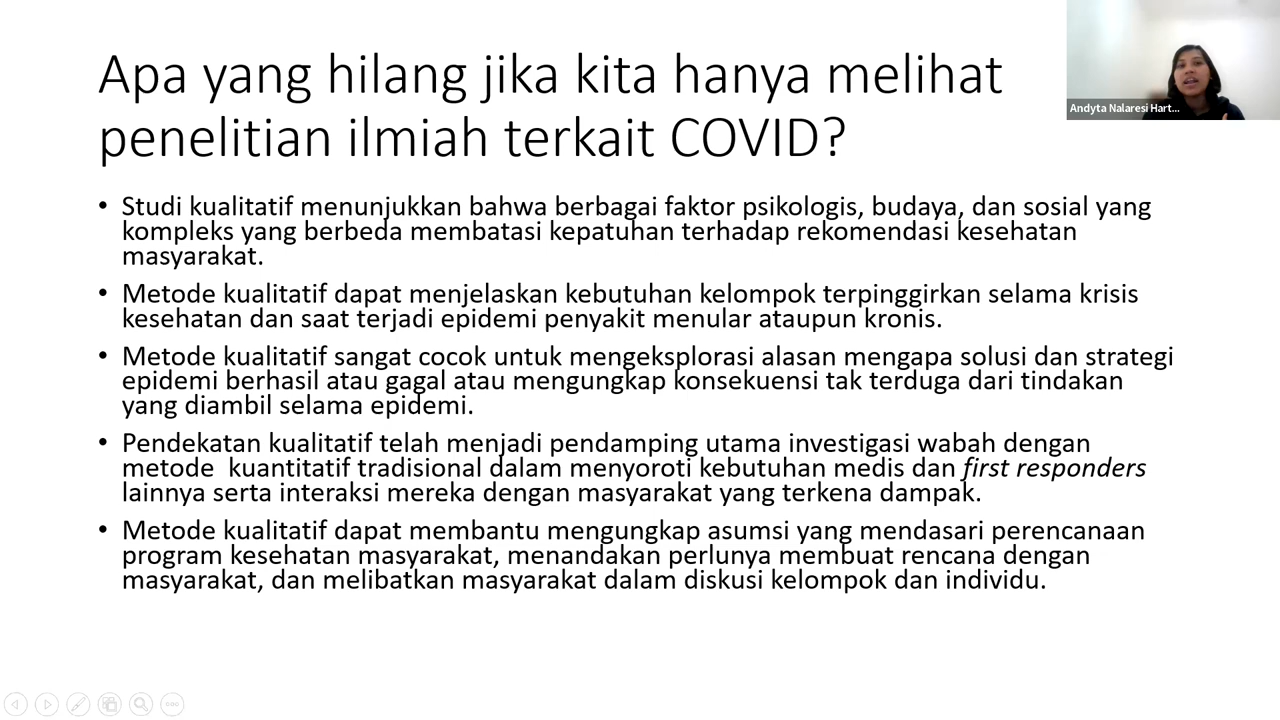 Apa yang hilang jika kita hanya melihat
penelitian ilmiah terkait COVID?
Andyta Nalaresi Hart...
• Studi kualitatif menunjukkan bahwa berbagai faktor psikologis, budaya, dan sosial yang
kompleks yang berbeda membatasi kepatuhan terhadap rekomendasi kesehatan
masyarakat.
• Metode kualitatif dapat menjelaskan kebutuhan kelompok terpinggirkan selama krisis
kesehatan dan saat terjadi epidemi penyakit menular ataupun kronis.
• Metode kualitatif sangat cocok untuk mengeksplorasi alasan mengapa solusi dan strategi
epidemi berhasil atau gagal atau mengungkap konsekuensi tak terduga dari tindakan
yang diambil selama epidemi.
• Pendekatan kualitatif telah menjadi pendamping utama investigasi wabah dengan
metode  kuantitatif tradisional dalam menyoroti kebutuhan medis dan first responders
lainnya serta interaksi mereka dengan masyarakat yang terkena dampak.
• Metode kualitatif dapat membantu mengungkap asumsi yang mendasari perencanaan
program kesehatan masyarakat, menandakan perlunya membuat rencana dengan
masyarakat, dan melibatkan masyarakat dalam diskusi kelompok dan individu.